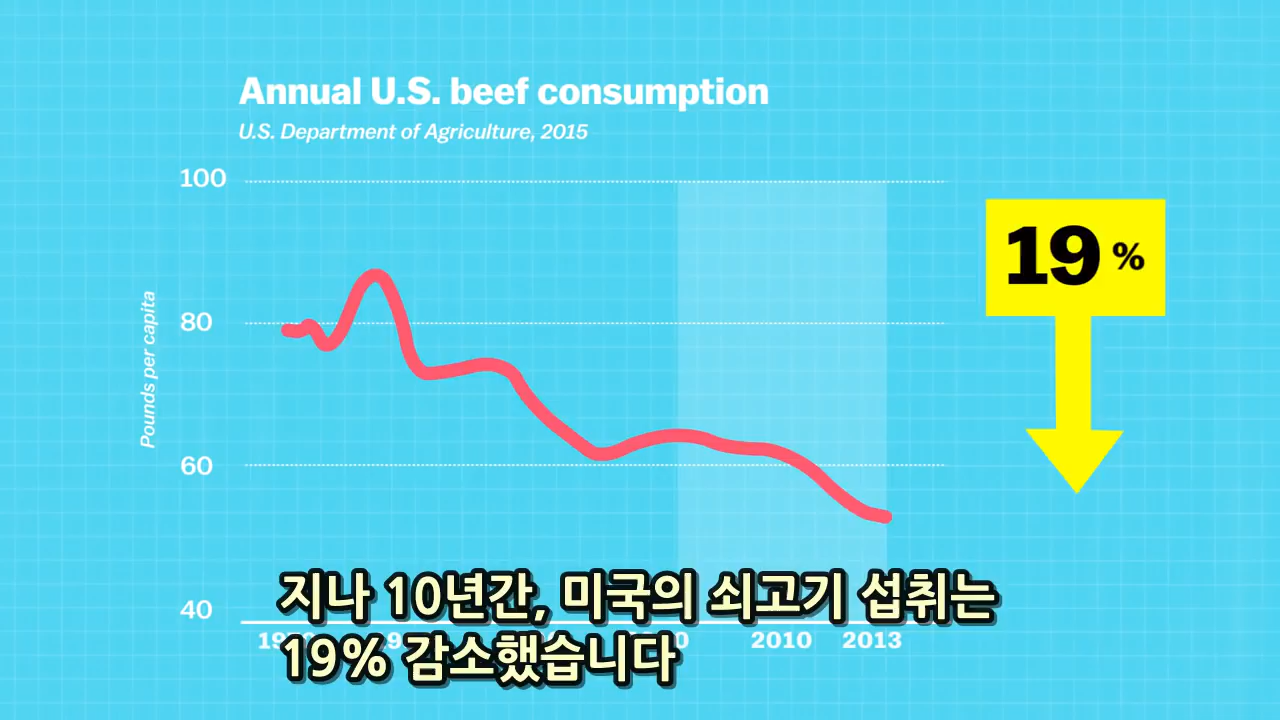 Annual U.S. beef consumption
U.S. Department of Agriculture, 2015
100
19 %
80
Pounds per capita
60
40
2010 2013
지나 10년간, 미국의 쇠고기 섭취는
19% 감소했습니다